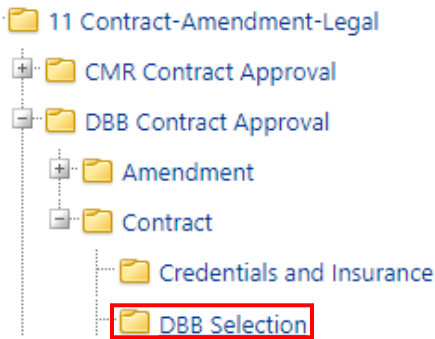 11 Contract-Amendment-Legal
CMR Contract Approval
DBB Contract Approval
Amendment
Contract
Credentials and Insurance
DBB Selection